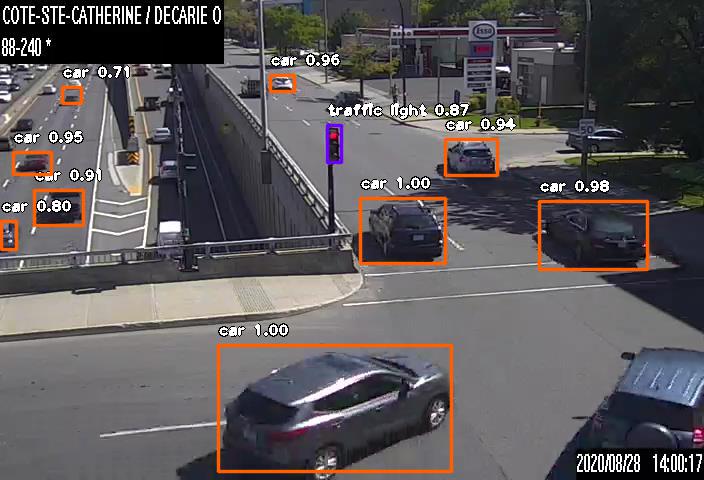 COTE-STE-CATHERINE / DECARIE O
88-240 *
car 0.71
car 0.96
Esso
traffic light 0.87
car 0.94
car 0.95
car 0.91
car 1.00
car 0.98
car 0.80
car 1.00
2020/08/28 14:00:17